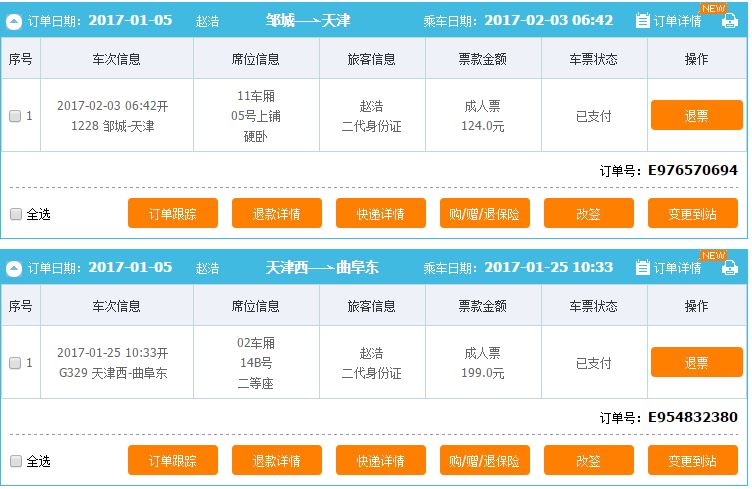 NEW
订单日期：2017-01-05 赵浩 邹城—⇀天津 乘车日期：2017-02-03 06:42 订单详情
序号 车次信息 席位信息 旅客信息 票款金额 车票状态 操作
11车厢
2017-02-03 06:42开 赵浩 成人票
1 05号上铺 已支付 退票
1228 邹城-天津 二代身份证 124.0元
硬卧
订单号：E976570694
全选 订单跟踪 退款详情 快递详情 购/赠/退保险 改签 变更到站
NEW
订单日期：2017-01-05 赵浩 天津西—⇀曲阜东 乘车日期：2017-01-25 10:33 订单详情
序号 车次信息 席位信息 旅客信息 票款金额 车票状态 操作
02车厢
2017-01-25 10:33开 赵浩 成人票
1 14B号 已支付 退票
G329 天津西-曲阜东 二代身份证 199.0元
二等座
订单号：E954832380
全选 订单跟踪 退款详情 快递详情 购/赠/退保险 改签 变更到站